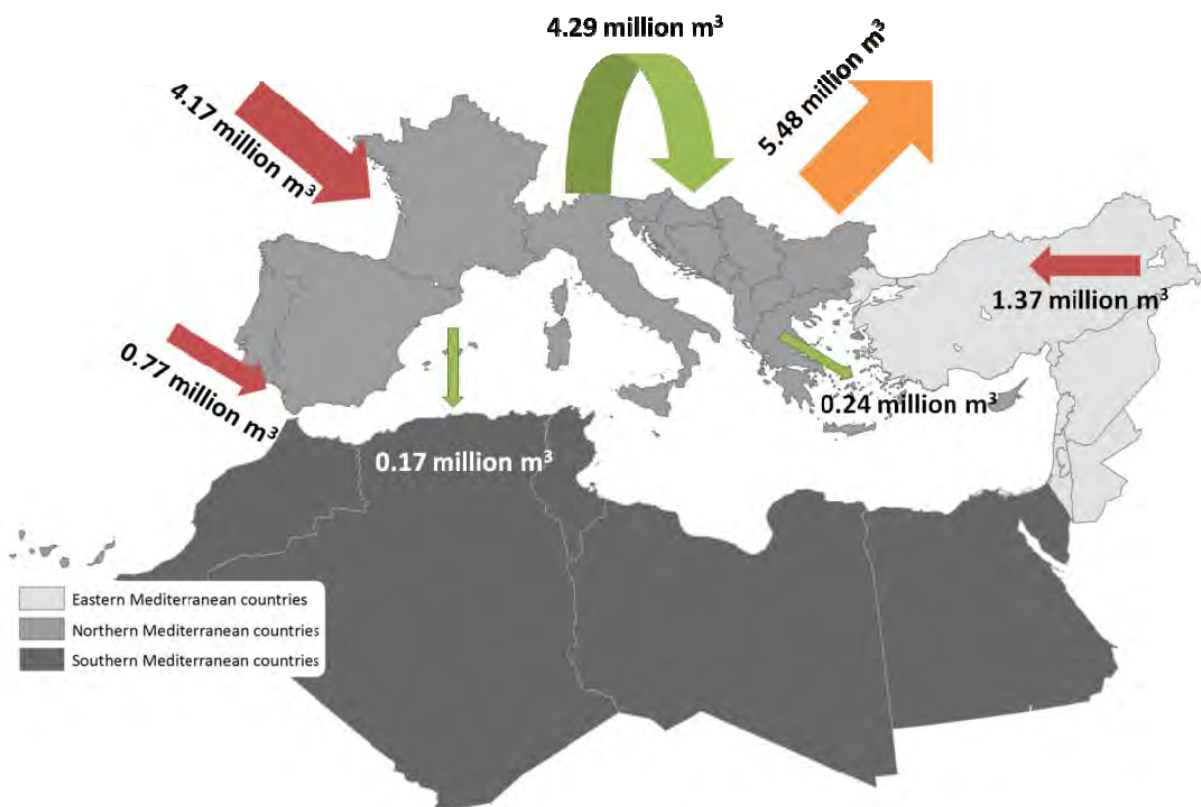 4.29 million m³
4.17 million m³
5.48 million m³
1.37 million m³
0.77 million m³
0.24 million m³
0.17 million m³
Eastern Mediterranean countries
Northern Mediterranean countries
Southern Mediterranean countries